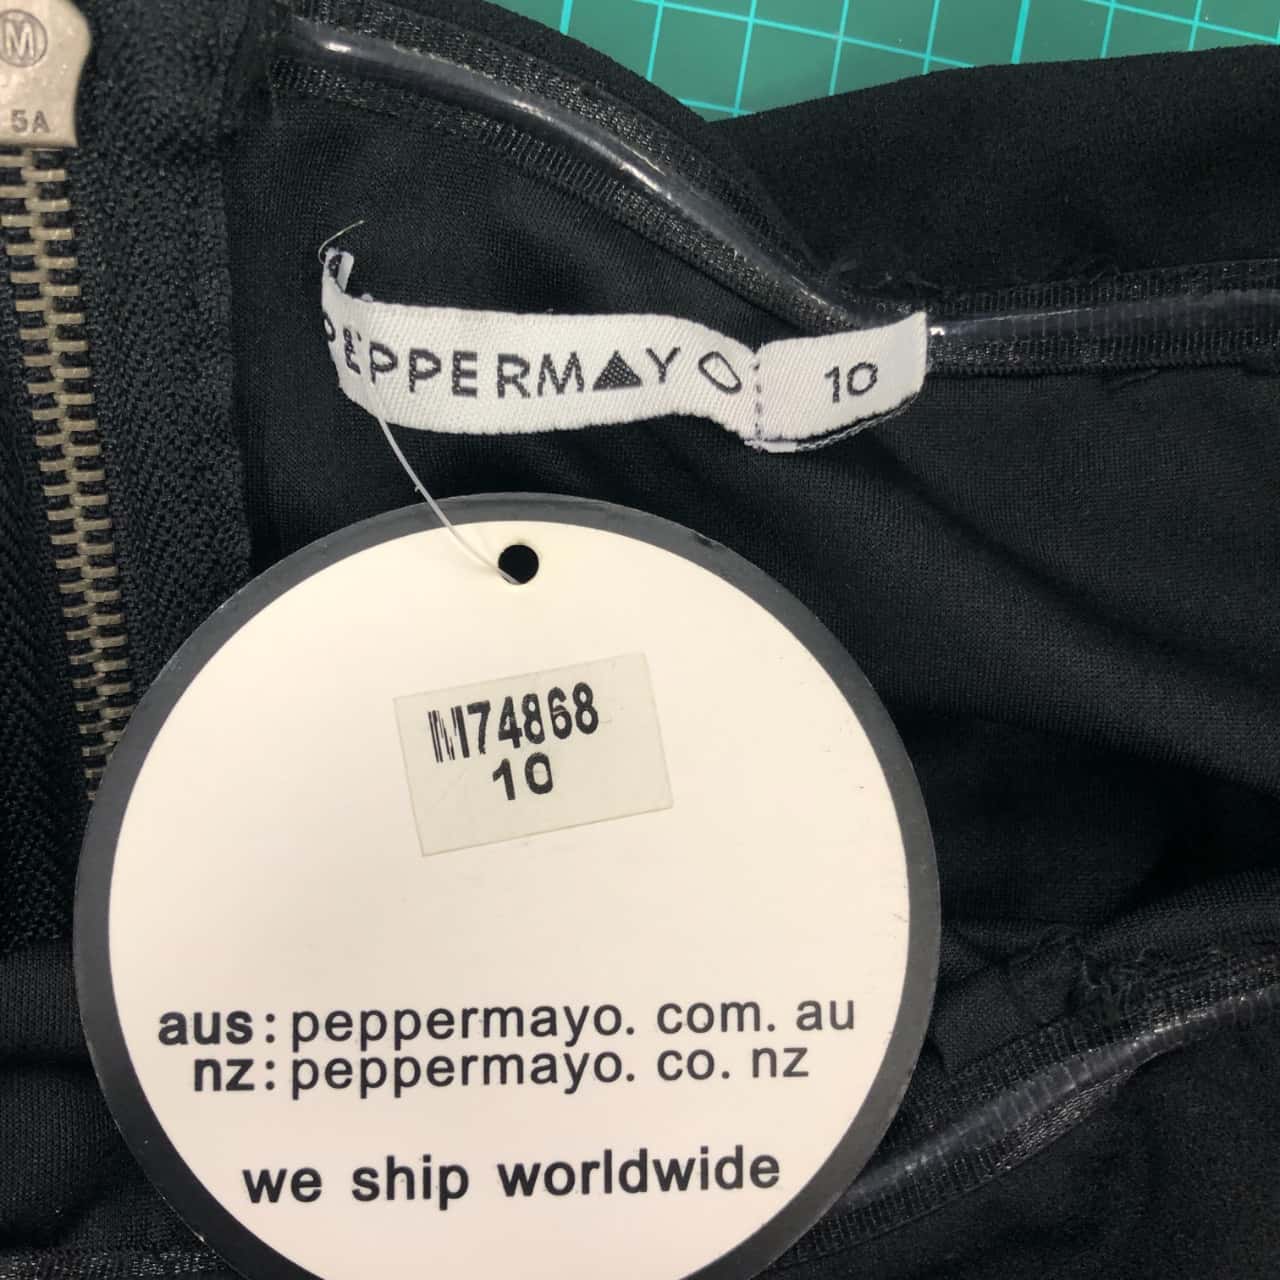 M
5A
PEPPERMAYO
10
M74868
10
aus: peppermayo. com. au
nz: peppermayo. co. nz
we ship worldwide